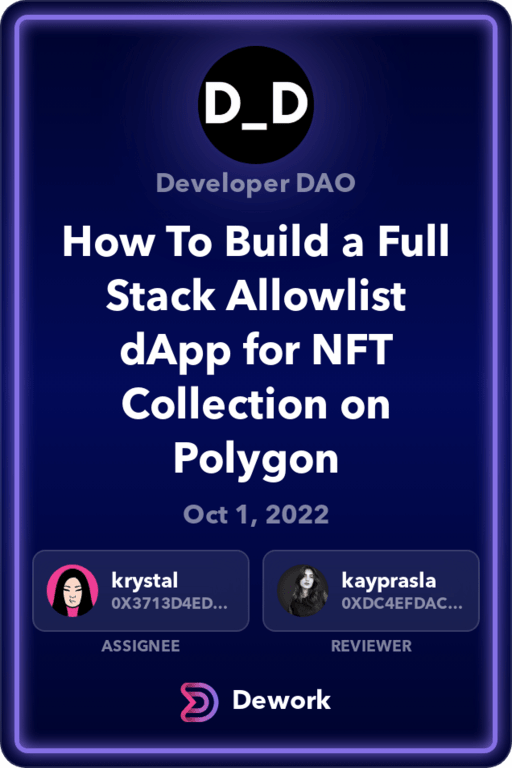 D_D
Developer DAO
How To Build a Full
Stack Allowlist
dApp for NFT
Collection on
Polygon
Oct 1, 2022
krystal
0X3713D4ED...
ASSIGNEE
kayprasla
0XDC4EFDAC...
REVIEWER
Dework